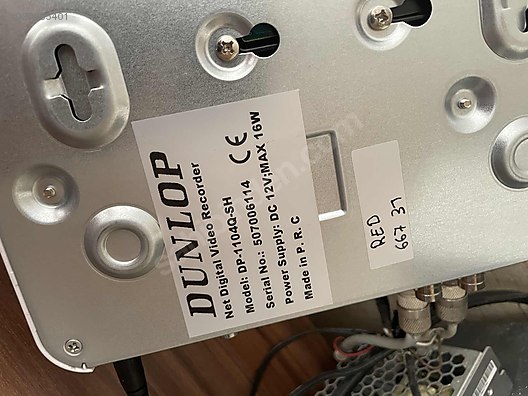 DUNLOP
Net Digital Video Recorder
Model: DP-1104Q-SH
Serial No.: 507006114
Power Supply: DC 12V;MAX 16W
Made in P. R. C
CE
RED
667 37